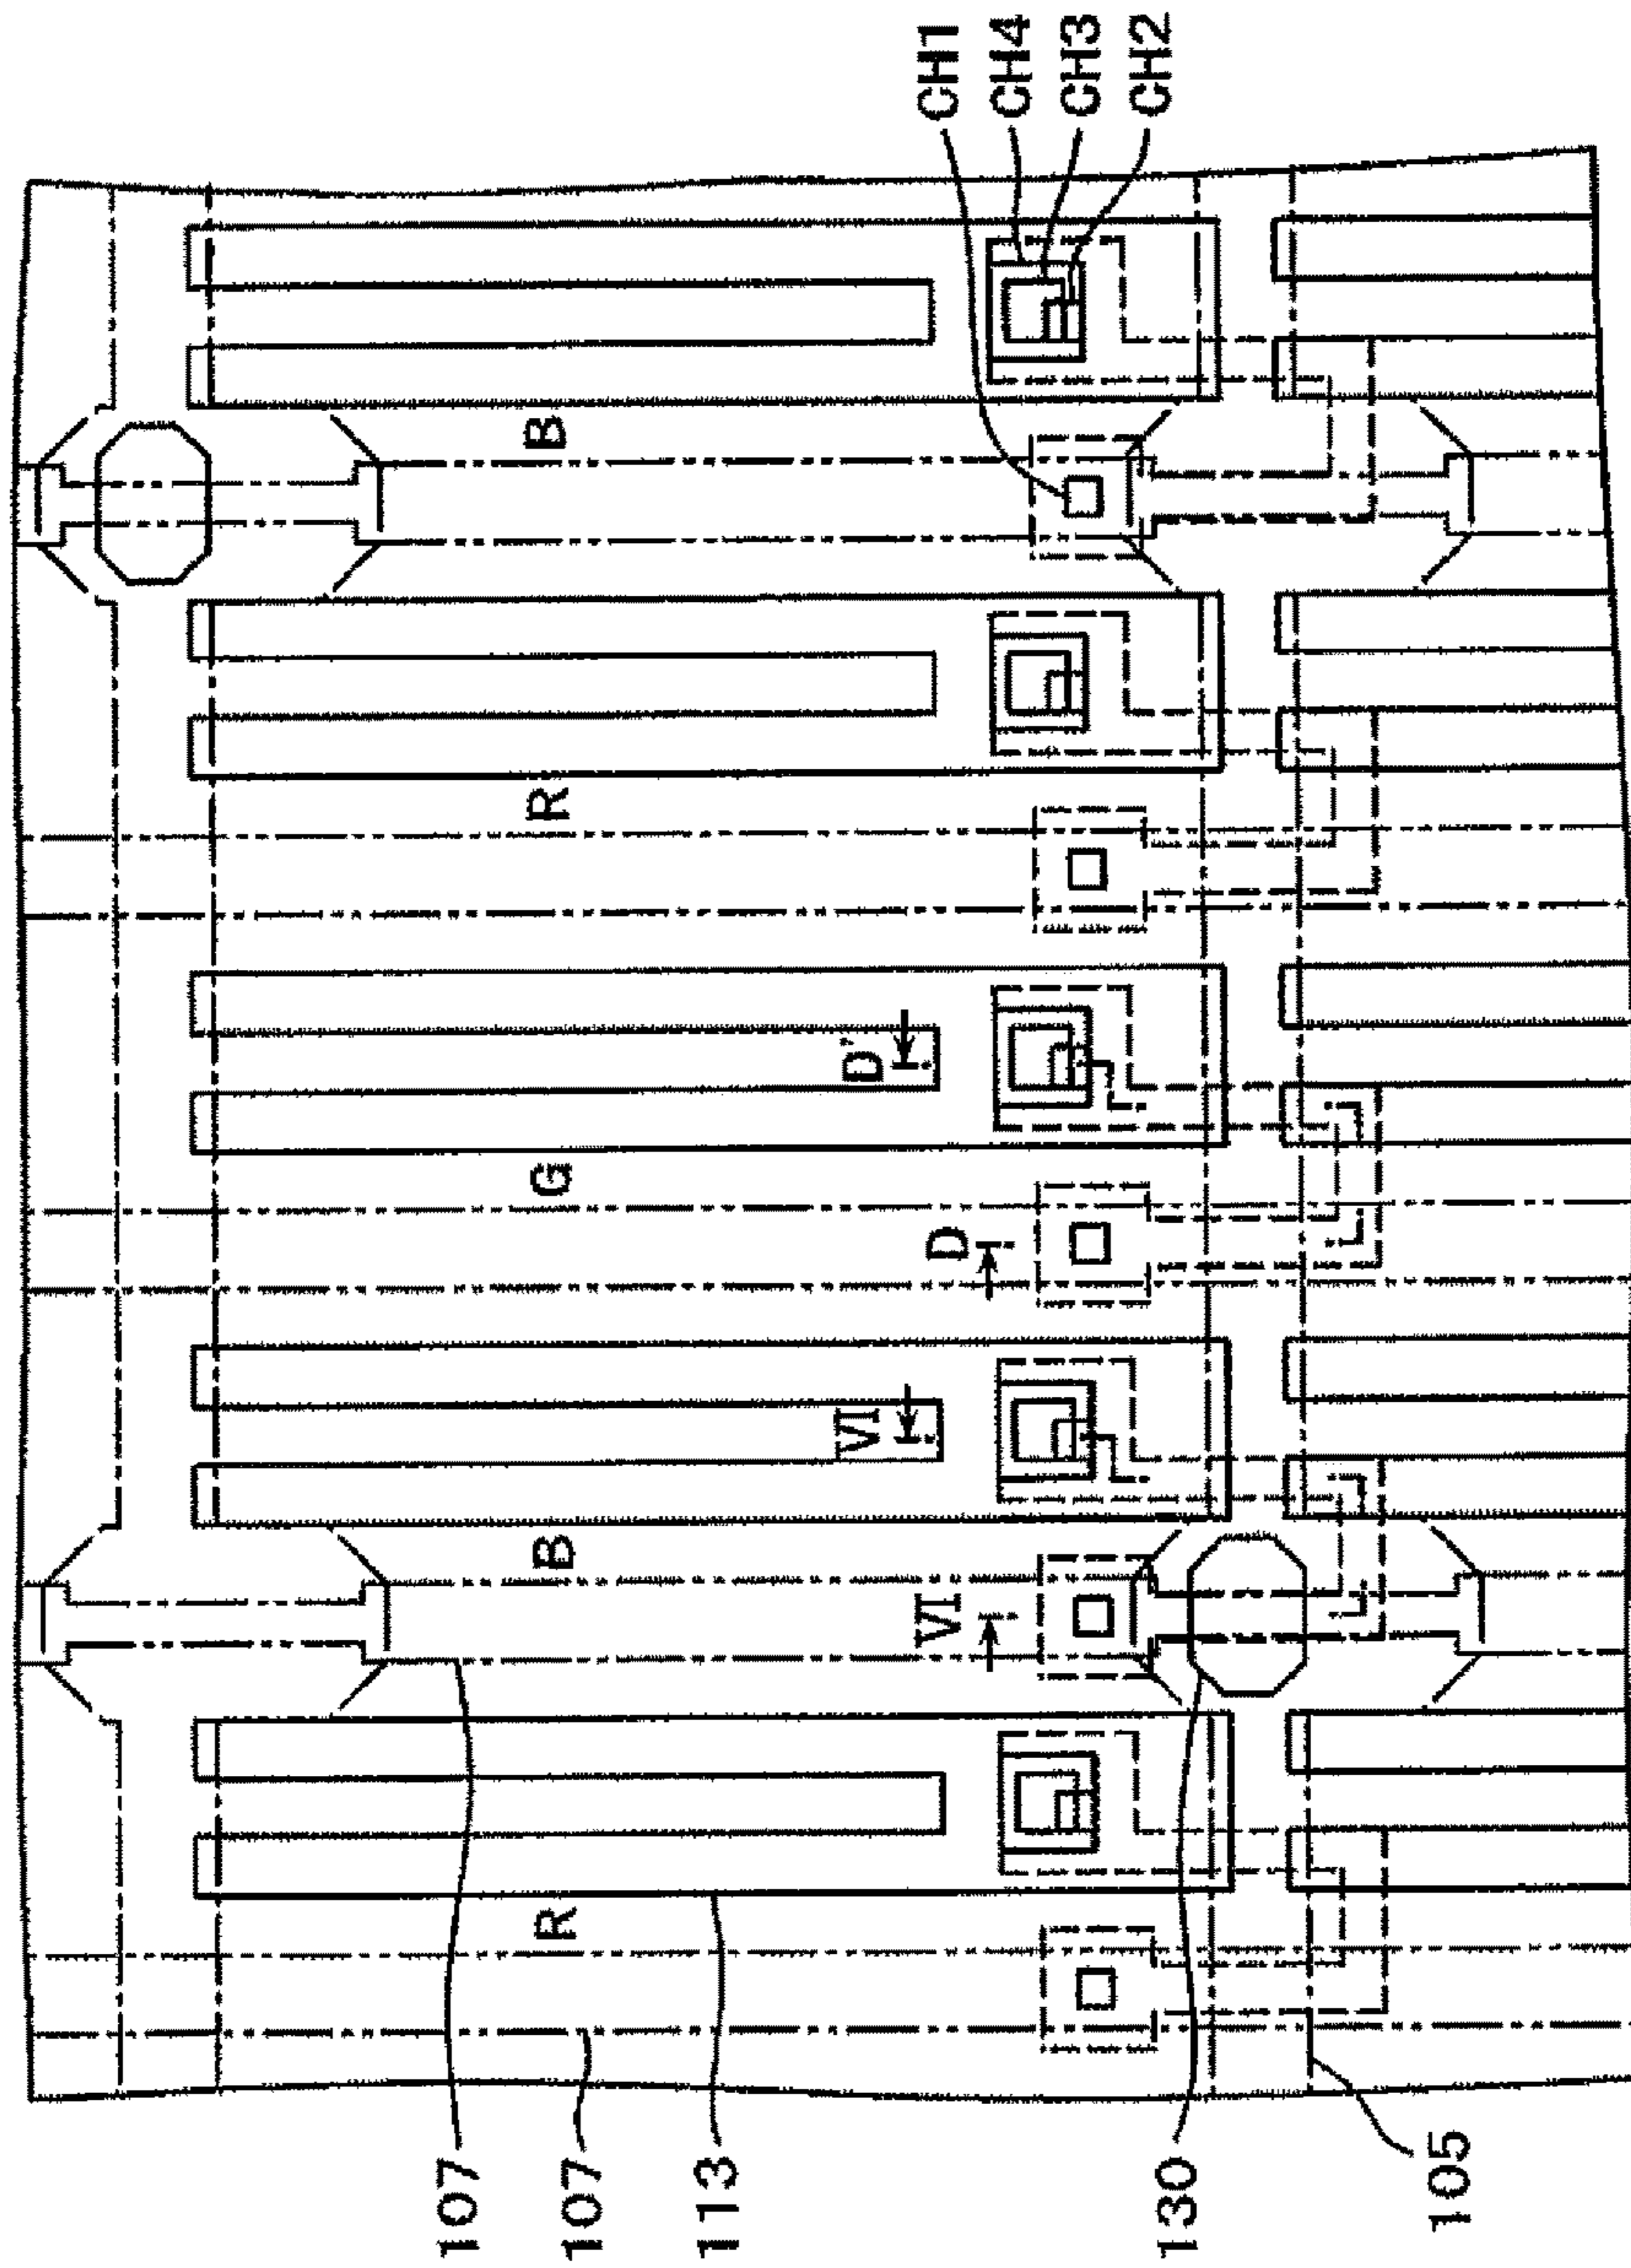 107
R B G R B
107
113
VI D'
VI D CH1
CH4
CH3
CH2
130
105